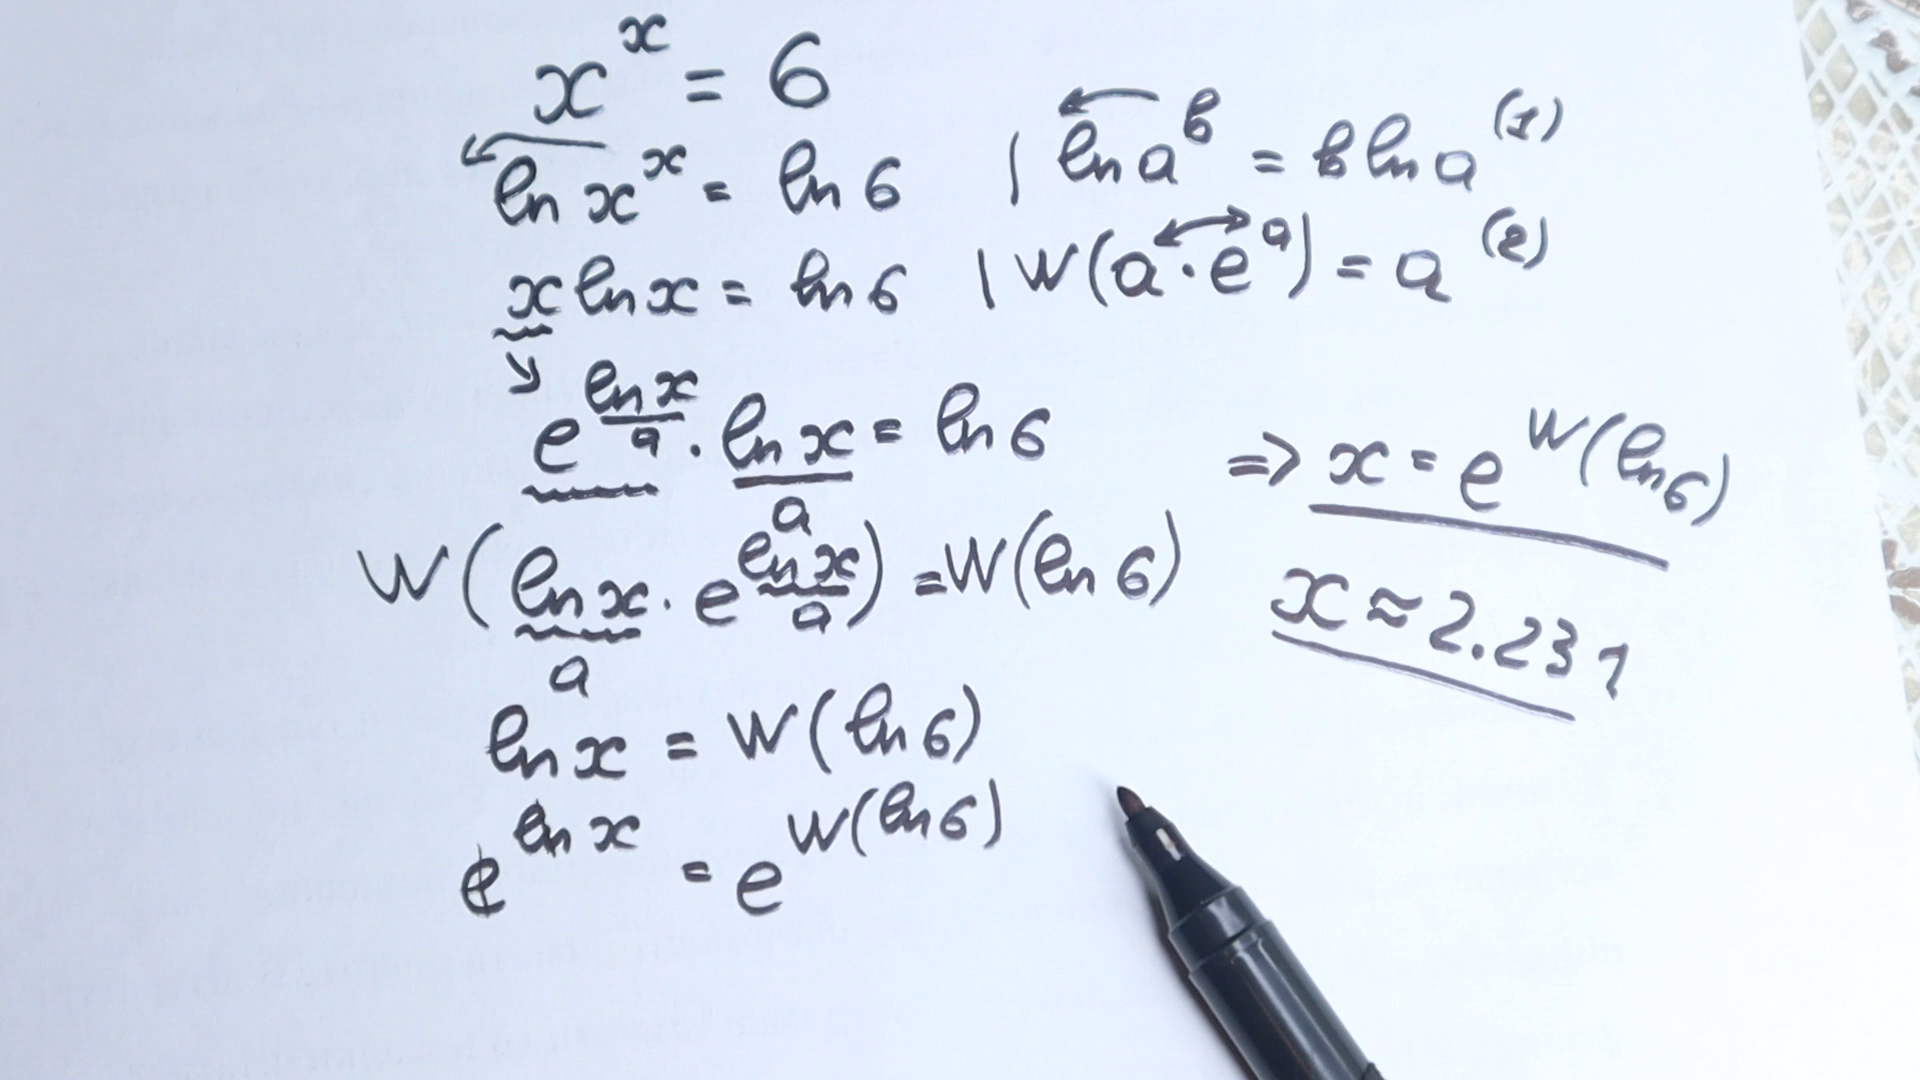 x^x = 6
ln x^x = ln 6 | ln a^b = b ln a (1)
x ln x = ln 6 | W(a · e^a) = a (2)
e^(ln x) · ln x = ln 6
a a
W(ln x · e^(ln x)) = W(ln 6)
a a
ln x = W(ln 6)
e^(ln x) = e^(W(ln 6))
=> x = e^(W(ln 6))
x ≈ 2.231